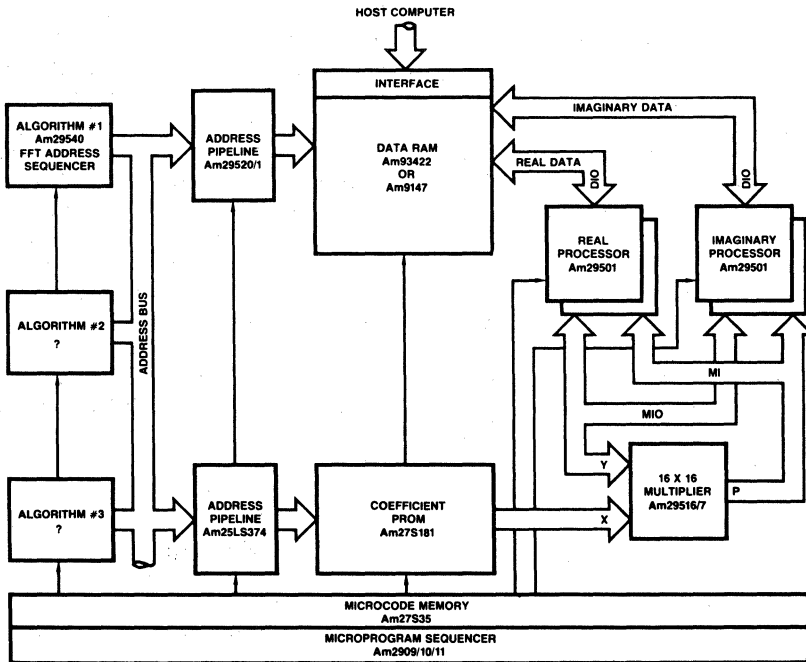 HOST COMPUTER
INTERFACE
DATA RAM
Am93422
OR
Am9147
ALGORITHM #1
Am29540
FFT ADDRESS
SEQUENCER
ADDRESS
PIPELINE
Am29520/1
IMAGINARY DATA
REAL DATA
DIO
DIO
REAL
PROCESSOR
Am29501
IMAGINARY
PROCESSOR
Am29501
ALGORITHM #2
?
ADDRESS BUS
MI
MIO
ALGORITHM #3
?
ADDRESS
PIPELINE
Am25LS374
COEFFICIENT
PROM
Am27S181
Y
X
16 X 16
MULTIPLIER
Am29516/7
P
MICROCODE MEMORY
Am27S35
MICROPROGRAM SEQUENCER
Am2909/10/11